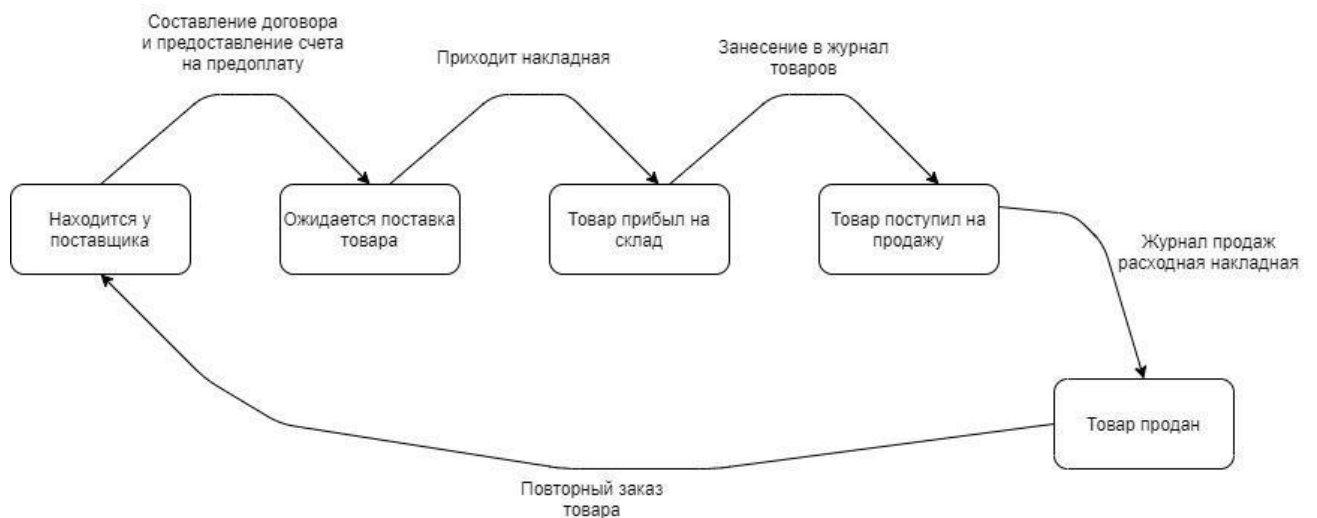 Составление договора
и предоставление счета
на предоплату
Приходит накладная
Занесение в журнал
товаров
Находится у
поставщика
Ожидается поставка
товара
Товар прибыл на
склад
Товар поступил на
продажу
Журнал продаж
расходная накладная
Товар продан
Повторный заказ
товара